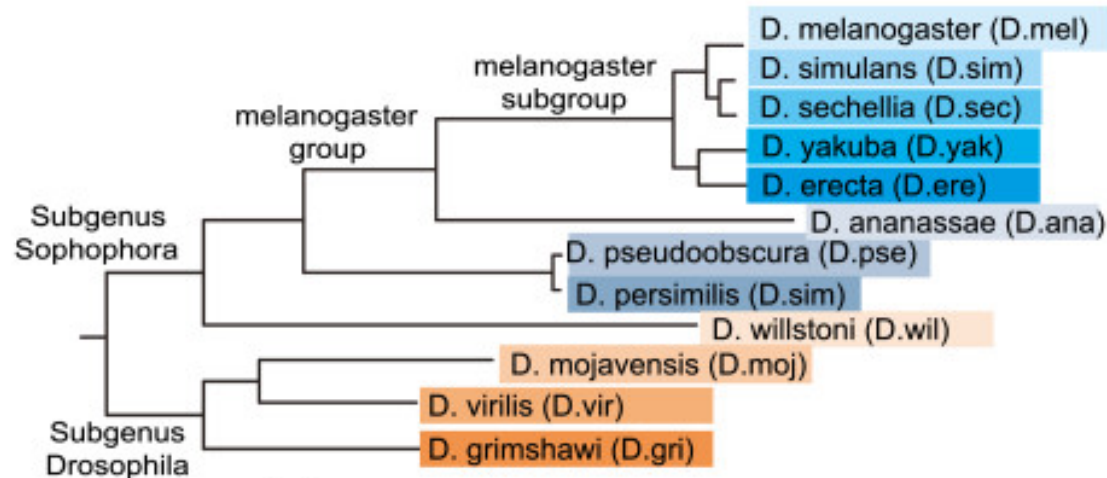 D. melanogaster (D.mel)
melanogaster
subgroup
D. simulans (D.sim)
D. sechellia (D.sec)
melanogaster
group
D. yakuba (D.yak)
D. erecta (D.ere)
Subgenus
Sophophora
D. ananassae (D.ana)
D. pseudoobscura (D.pse)
D. persimilis (D.sim)
D. willstoni (D.wil)
D. mojavensis (D.moj)
D. virilis (D.vir)
Subgenus
Drosophila
D. grimshawi (D.gri)